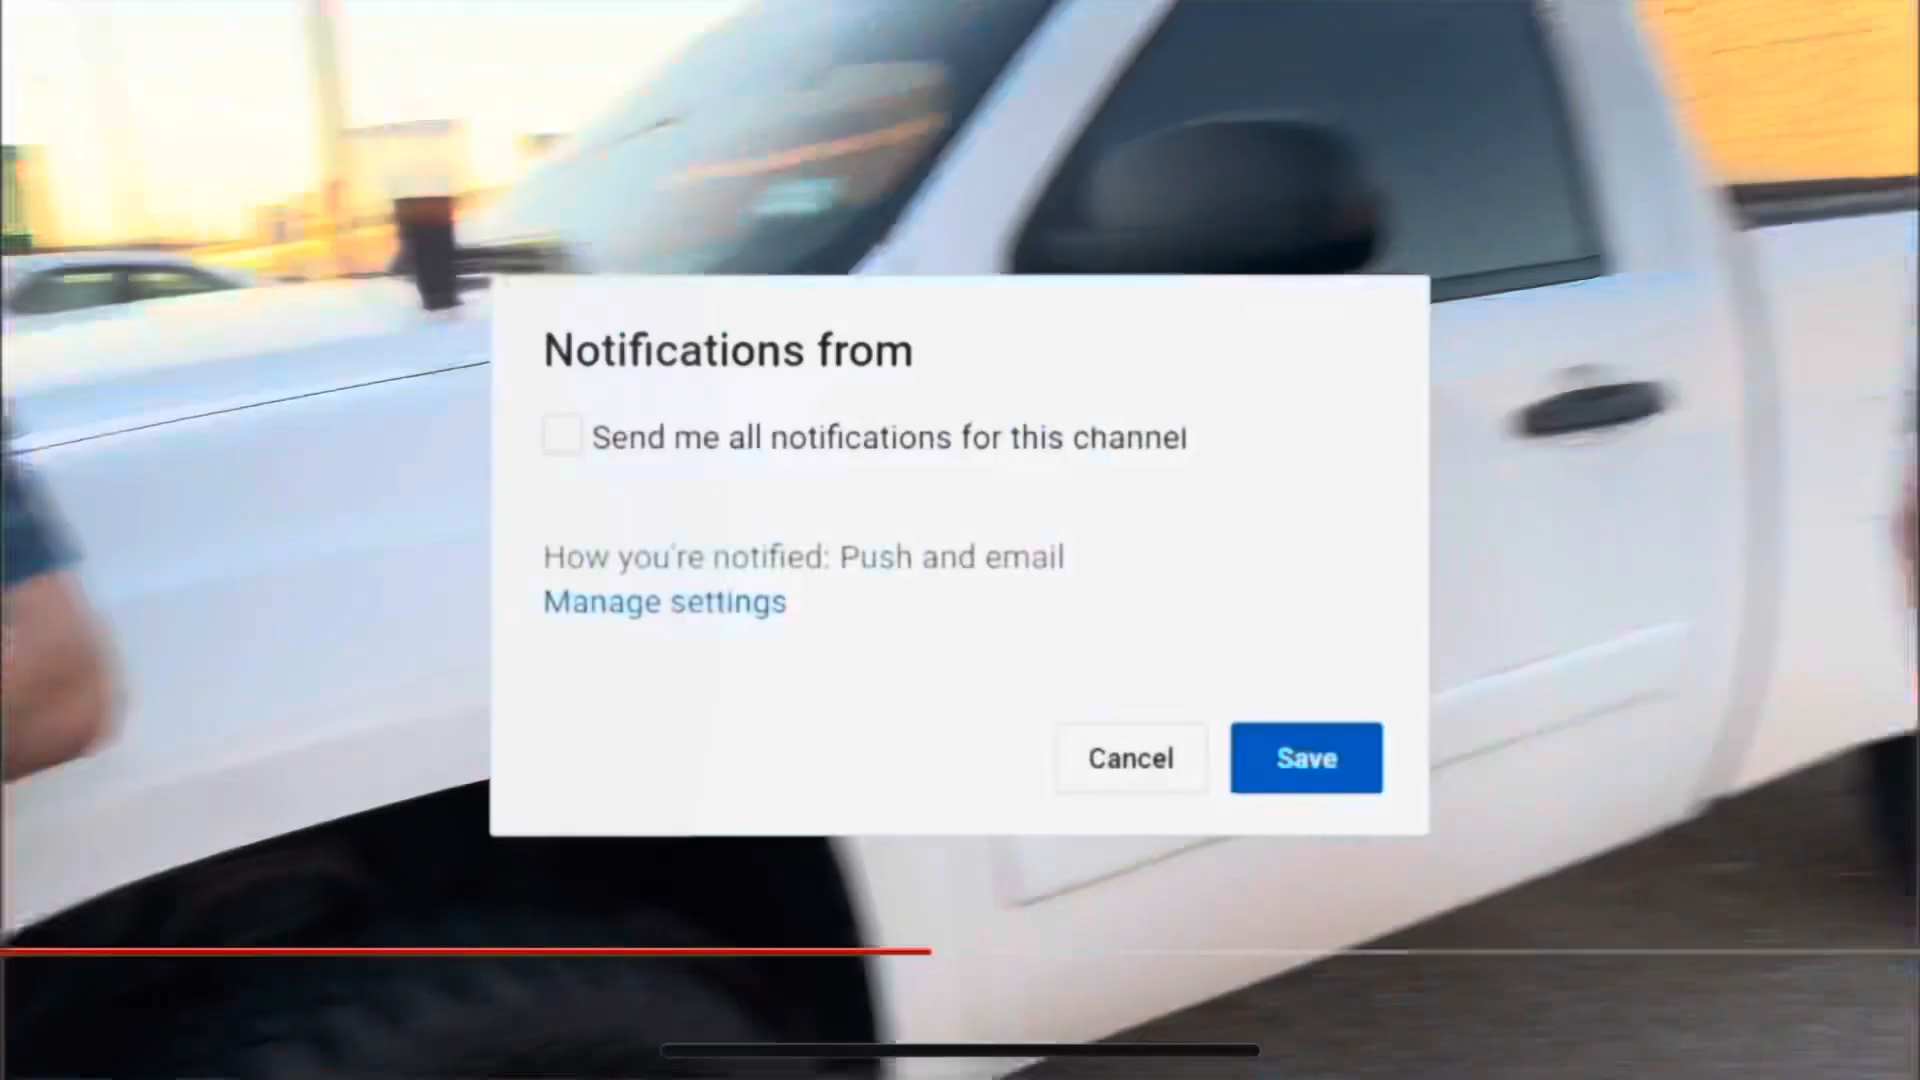 Notifications from
Send me all notifications for this channel
How you're notified: Push and email
Manage settings
Cancel
Save